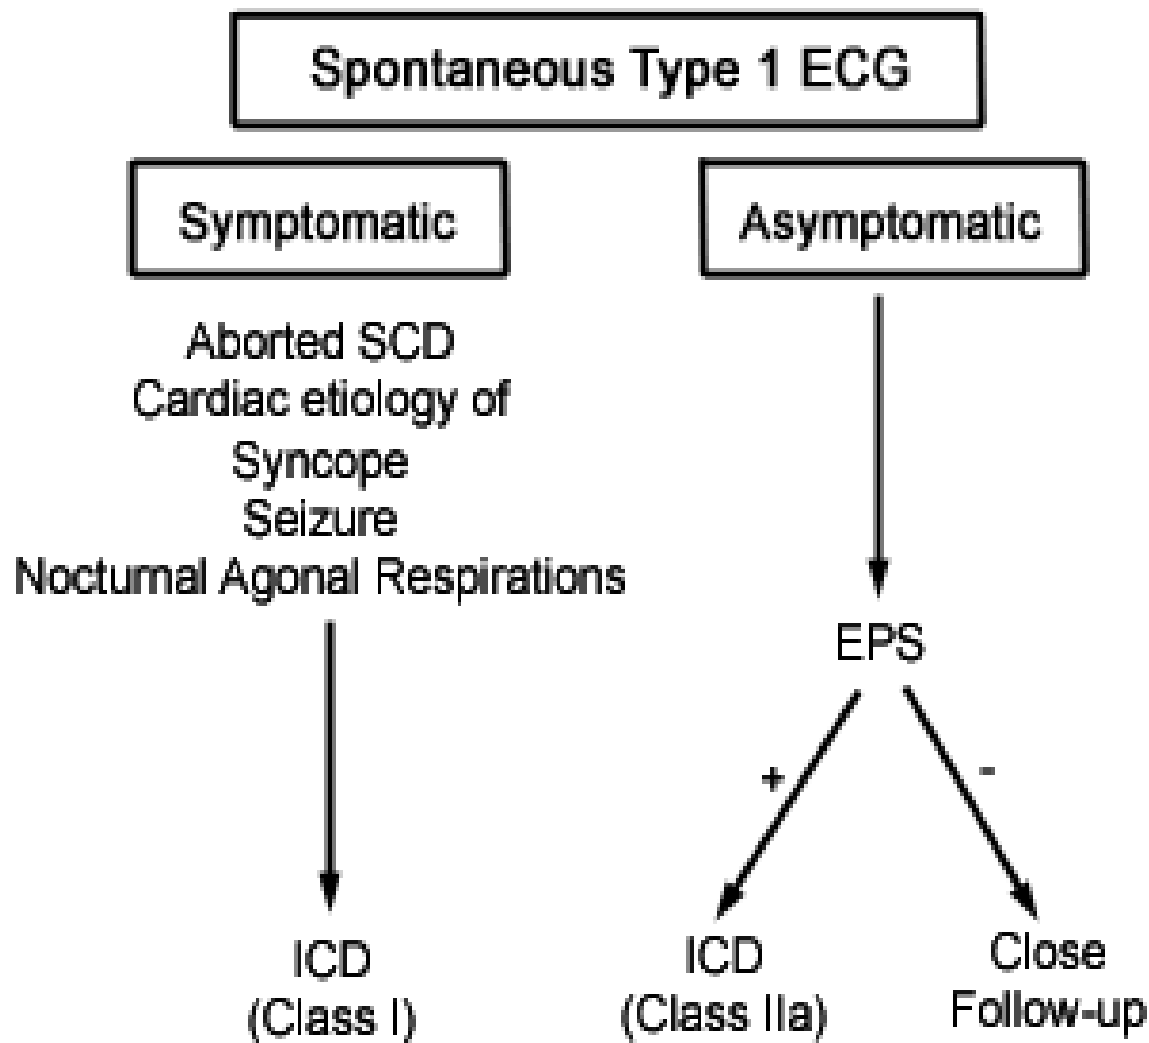 Spontaneous Type 1 ECG
Symptomatic
Aborted SCD
Cardiac etiology of
Syncope
Seizure
Nocturnal Agonal Respirations
ICD
(Class I)
Asymptomatic
EPS
+
-
ICD
(Class IIa)
Close
Follow-up